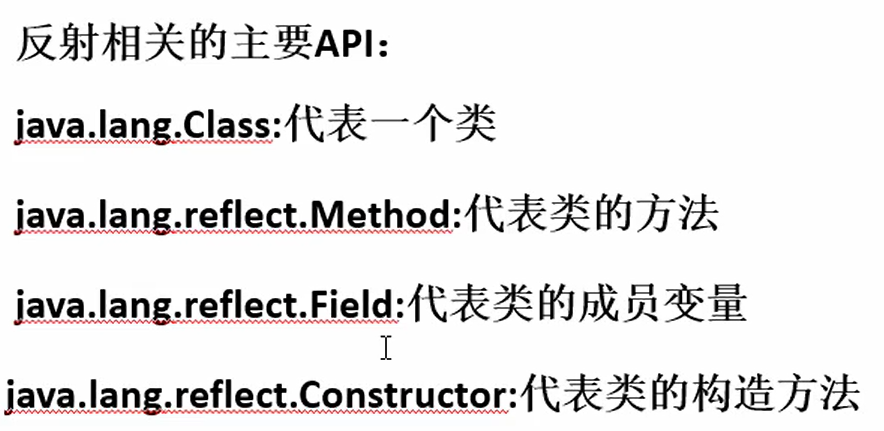 反射相关的主要API：
java.lang.Class:代表一个类
java.lang.reflect.Method:代表类的方法
java.lang.reflect.Field:代表类的成员变量
java.lang.reflect.Constructor:代表类的构造方法